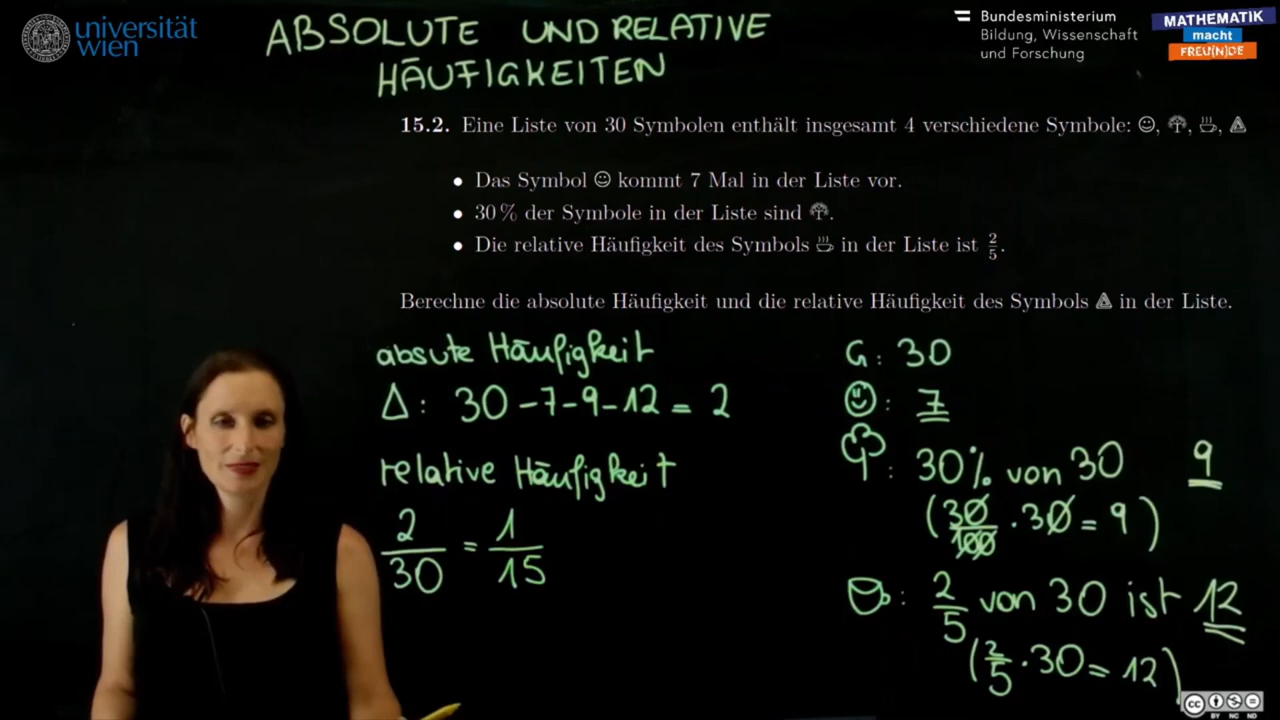 universität
wien
ABSOLUTE UND RELATIVE
HÄUFIGKEITEN
Bundesministerium
Bildung, Wissenschaft
und Forschung
MATHEMATIK
macht
FREU(N)DE
15.2. Eine Liste von 30 Symbolen enthält insgesamt 4 verschiedene Symbole: ☺, 🌳, ☕, △
• Das Symbol ☺ kommt 7 Mal in der Liste vor.
• 30 % der Symbole in der Liste sind 🌳.
• Die relative Häufigkeit des Symbols ☕ in der Liste ist 2/5.
Berechne die absolute Häufigkeit und die relative Häufigkeit des Symbols △ in der Liste.
absute Häufigkeit
△: 30 - 7 - 9 - 12 = 2
relative Häufigkeit
2/30 = 1/15
G: 30
☺: 7
🌳: 30% von 30 9
(30/100 · 30 = 9)
☕: 2/5 von 30 ist 12
(2/5 · 30 = 12)
cc
BY NC ND